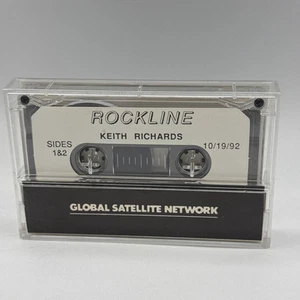 ROCKLINE
KEITH RICHARDS
SIDES 10/19/92
1&2
GLOBAL SATELLITE NETWORK